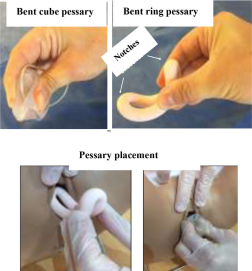 Bent cube pessary
Bent ring pessary
Notches
Pessary placement